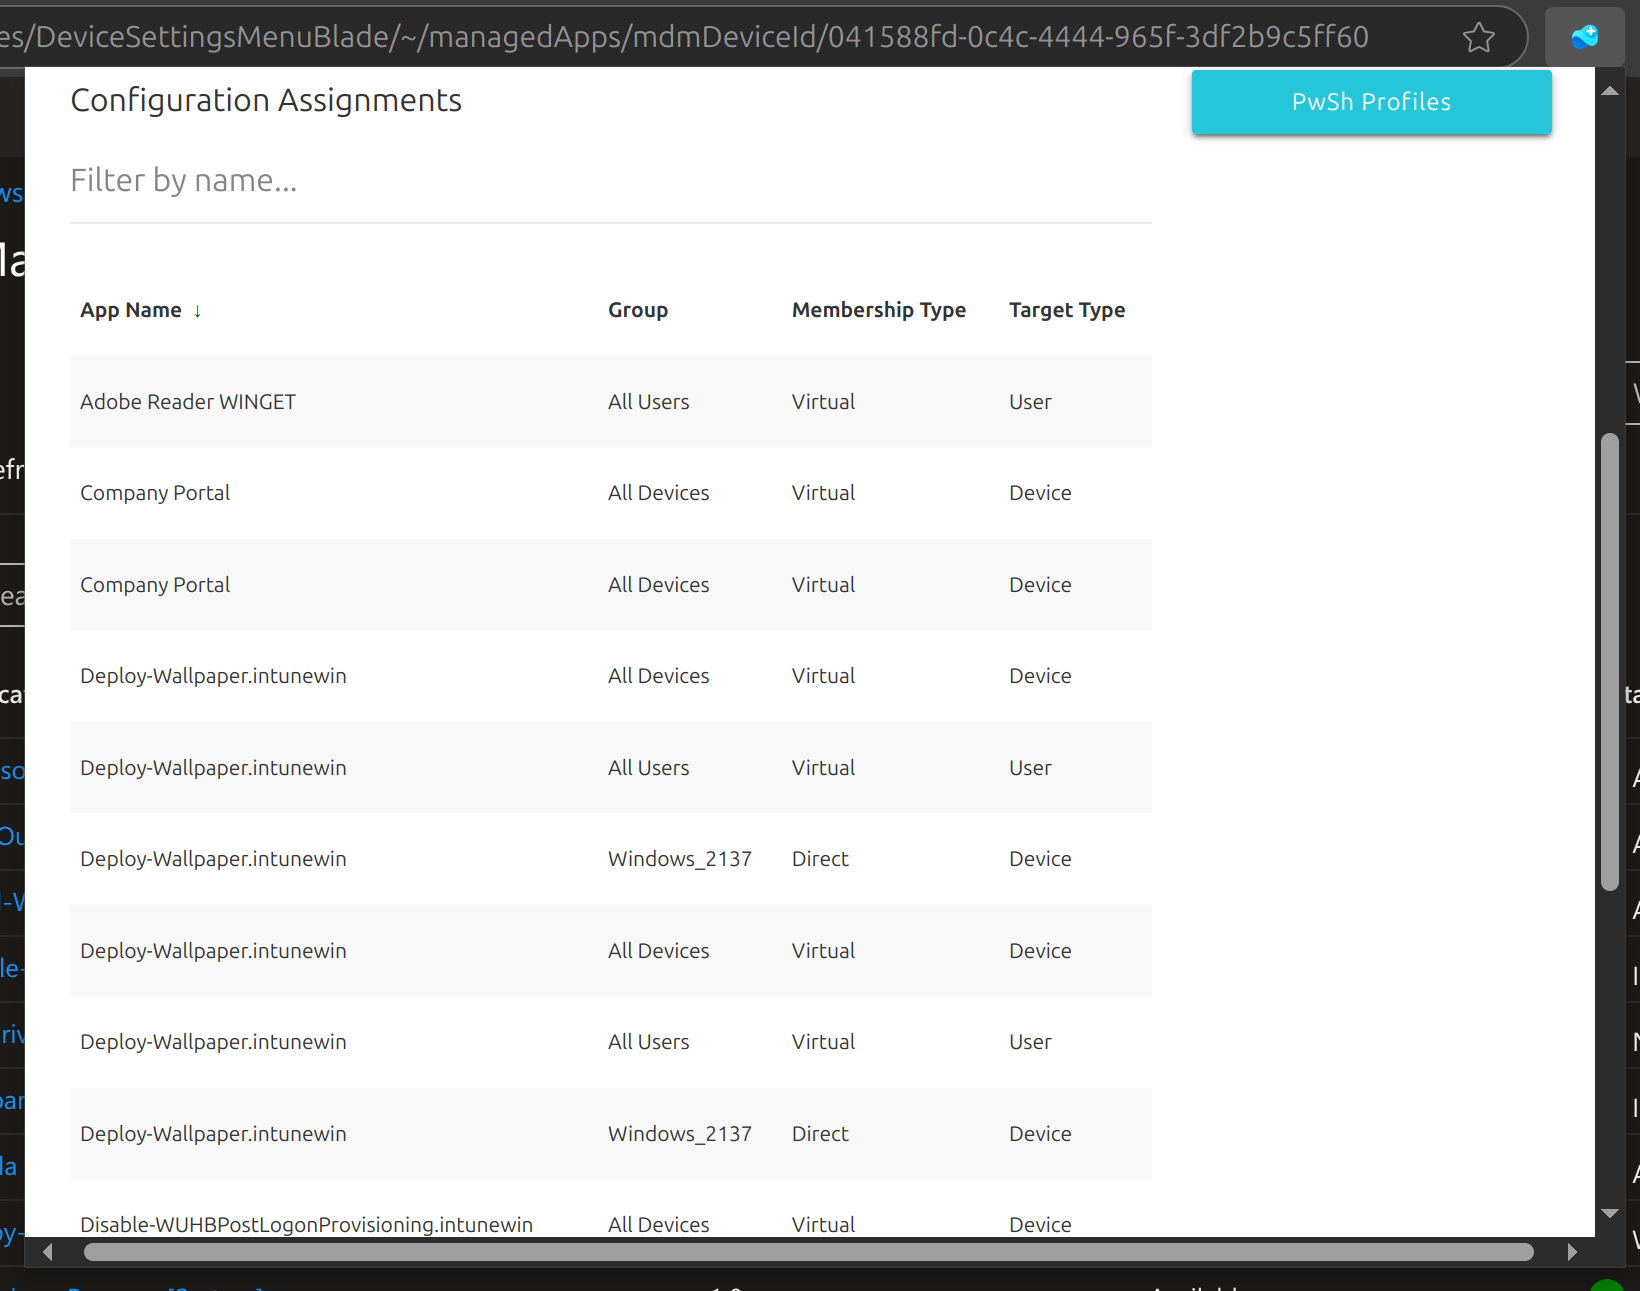 es/DeviceSettingsMenuBlade/~/managedApps/mdmDeviceId/041588fd-0c4c-4444-965f-3df2b9c5ff60
Configuration Assignments
PwSh Profiles
Filter by name...
App Name ↓ Group Membership Type Target Type
Adobe Reader WINGET All Users Virtual User
Company Portal All Devices Virtual Device
Company Portal All Devices Virtual Device
Deploy-Wallpaper.intunewin All Devices Virtual Device
Deploy-Wallpaper.intunewin All Users Virtual User
Deploy-Wallpaper.intunewin Windows_2137 Direct Device
Deploy-Wallpaper.intunewin All Devices Virtual Device
Deploy-Wallpaper.intunewin All Users Virtual User
Deploy-Wallpaper.intunewin Windows_2137 Direct Device
Disable-WUHBPostLogonProvisioning.intunewin All Devices Virtual Device